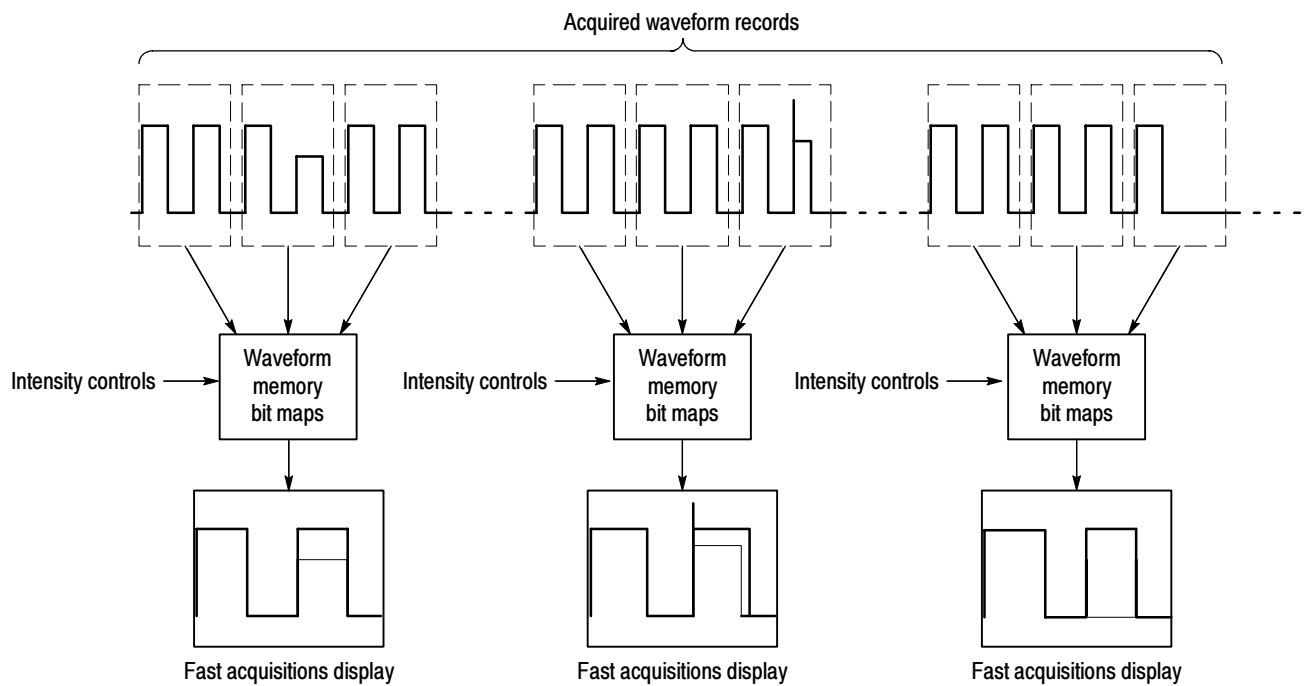 Acquired waveform records
Intensity controls
Waveform
memory
bit maps
Intensity controls
Waveform
memory
bit maps
Intensity controls
Waveform
memory
bit maps
Fast acquisitions display
Fast acquisitions display
Fast acquisitions display